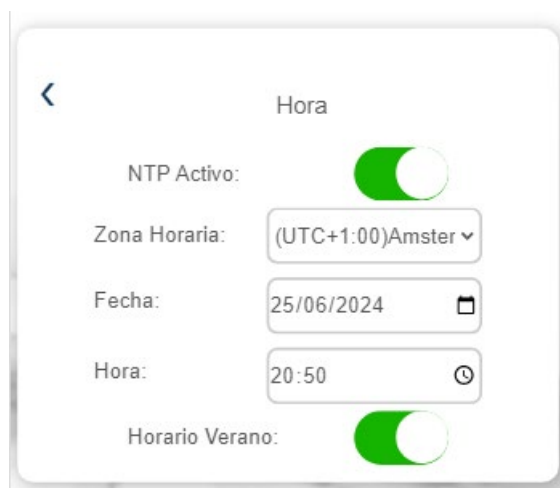 Hora
NTP Activo:
Zona Horaria: (UTC+1:00)Amster
Fecha: 25/06/2024
Hora: 20:50
Horario Verano: